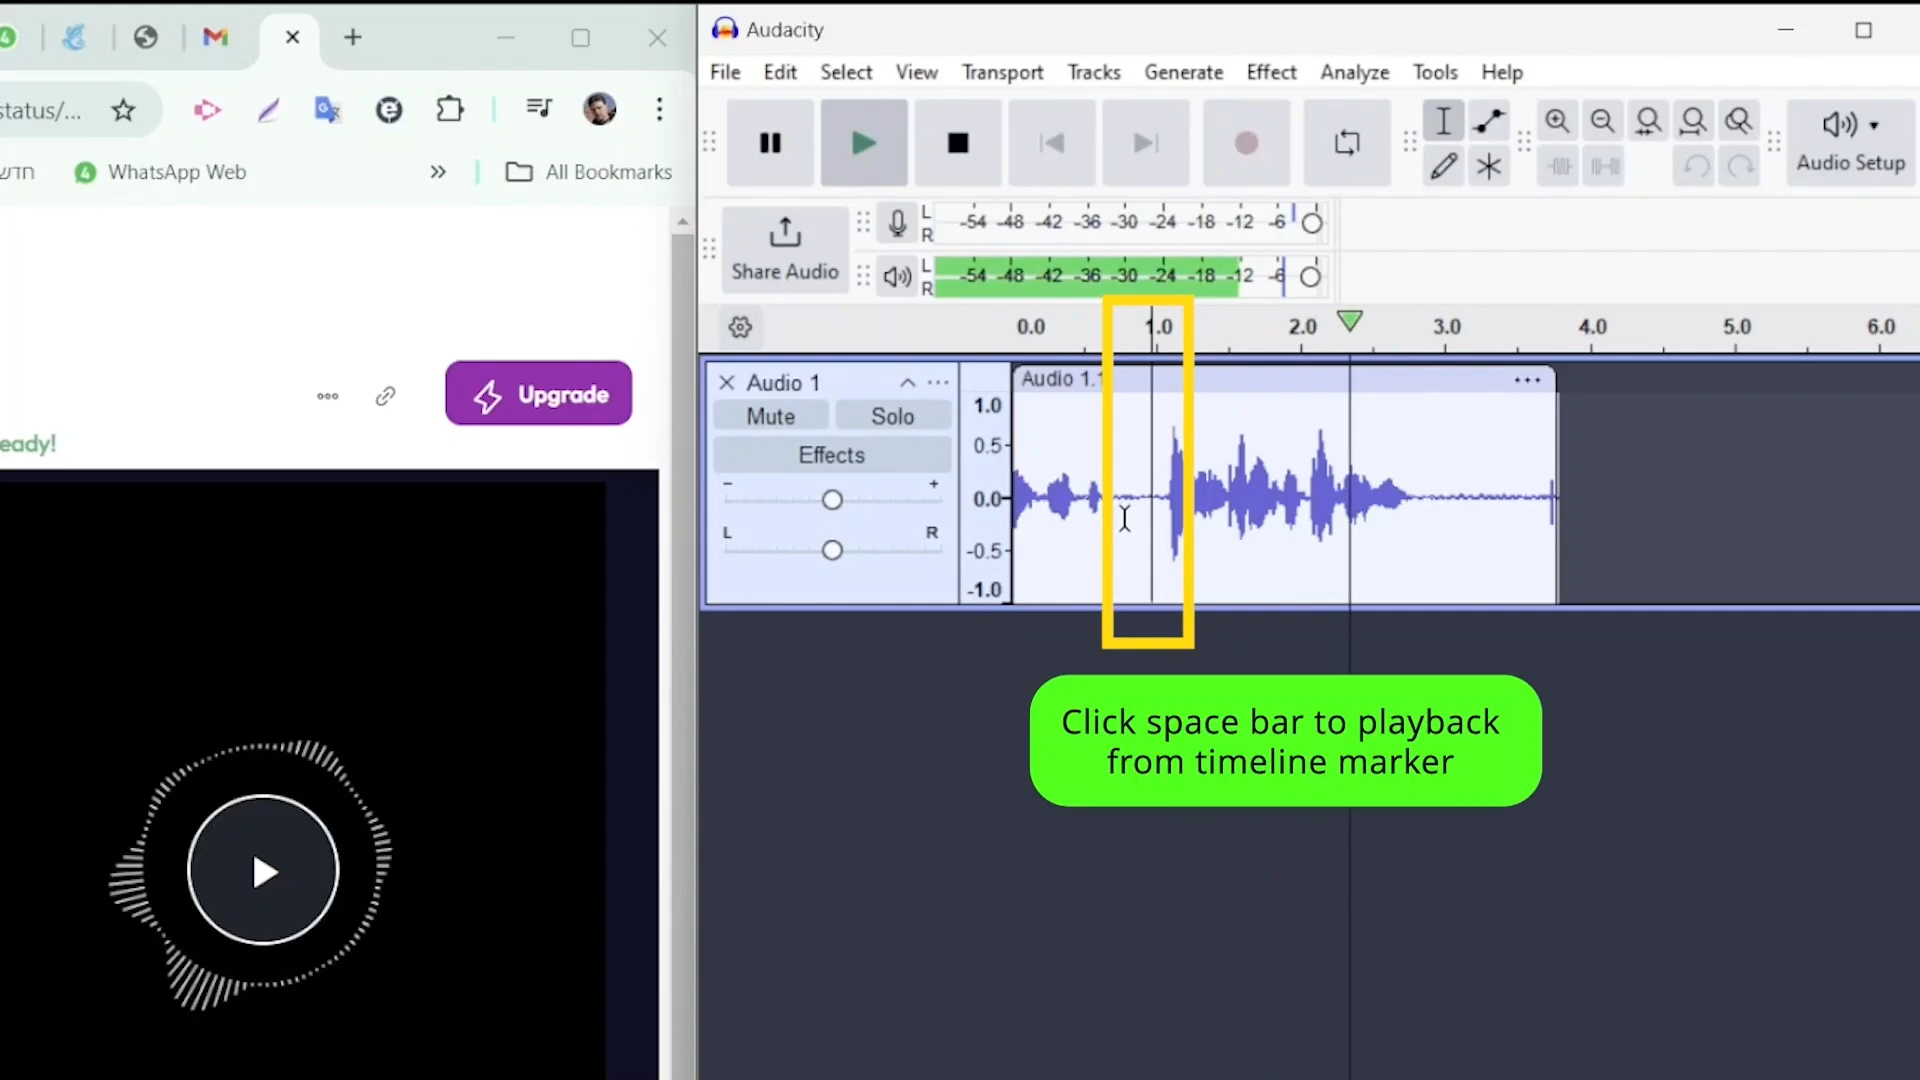 4
status/...
חדש
4 WhatsApp Web
»
All Bookmarks
Upgrade
eady!
Audacity
File Edit Select View Transport Tracks Generate Effect Analyze Tools Help
Audio Setup
Share Audio
L
R
-54 -48 -42 -36 -30 -24 -18 -12 -6
L
R
-54 -48 -42 -36 -30 -24 -18 -12 -6
0.0 1.0 2.0 3.0 4.0 5.0 6.0
Audio 1
Mute Solo
Effects
- +
L R
1.0
0.5
0.0
-0.5
-1.0
Audio 1.1
Click space bar to playback
from timeline marker